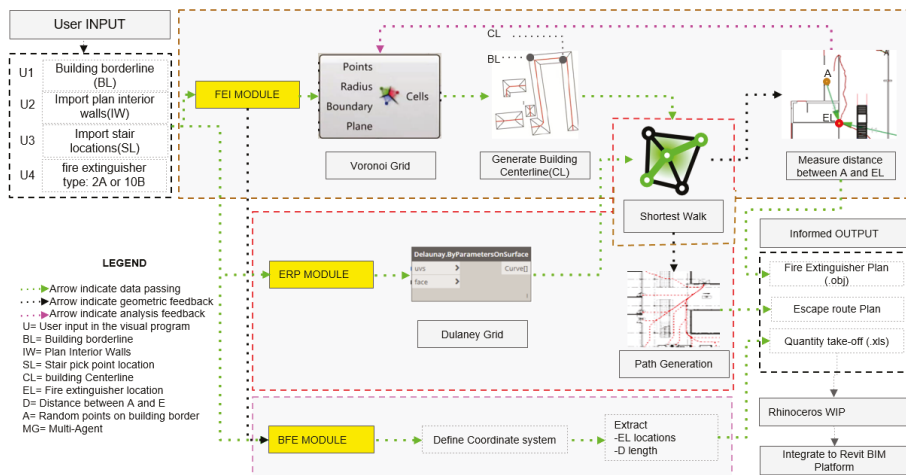 User INPUT
U1
Building borderline
(BL)
U2
Import plan interior
walls(IW)
U3
Import stair
locations(SL)
U4
fire extinguisher
type: 2A or 10B
FEI MODULE
Points
Radius
Boundary
Plane
Cells
Voronoi Grid
CL
BL
Generate Building
Centerline(CL)
Shortest Walk
A
EL
Measure distance
between A and EL
ERP MODULE
Delaunay.ByParametersOnSurface
uvs
face
Curve[]
Dulaney Grid
Path Generation
BFE MODULE
Define Coordinate system
Extract
-EL locations
-D length
Informed OUTPUT
Fire Extinguisher Plan
(.obj)
Escape route Plan
Quantity take-off (.xls)
Rhinoceros WIP
Integrate to Revit BIM
Platform
LEGEND
Arrow indicate data passing
Arrow indicate geometric feedback
Arrow indicate analysis feedback
U= User input in the visual program
BL= Building borderline
IW= Plan Interior Walls
SL= Stair pick point location
CL= building Centerline
EL= Fire extinguisher location
D= Distance between A and E
A= Random points on building border
MG= Multi-Agent